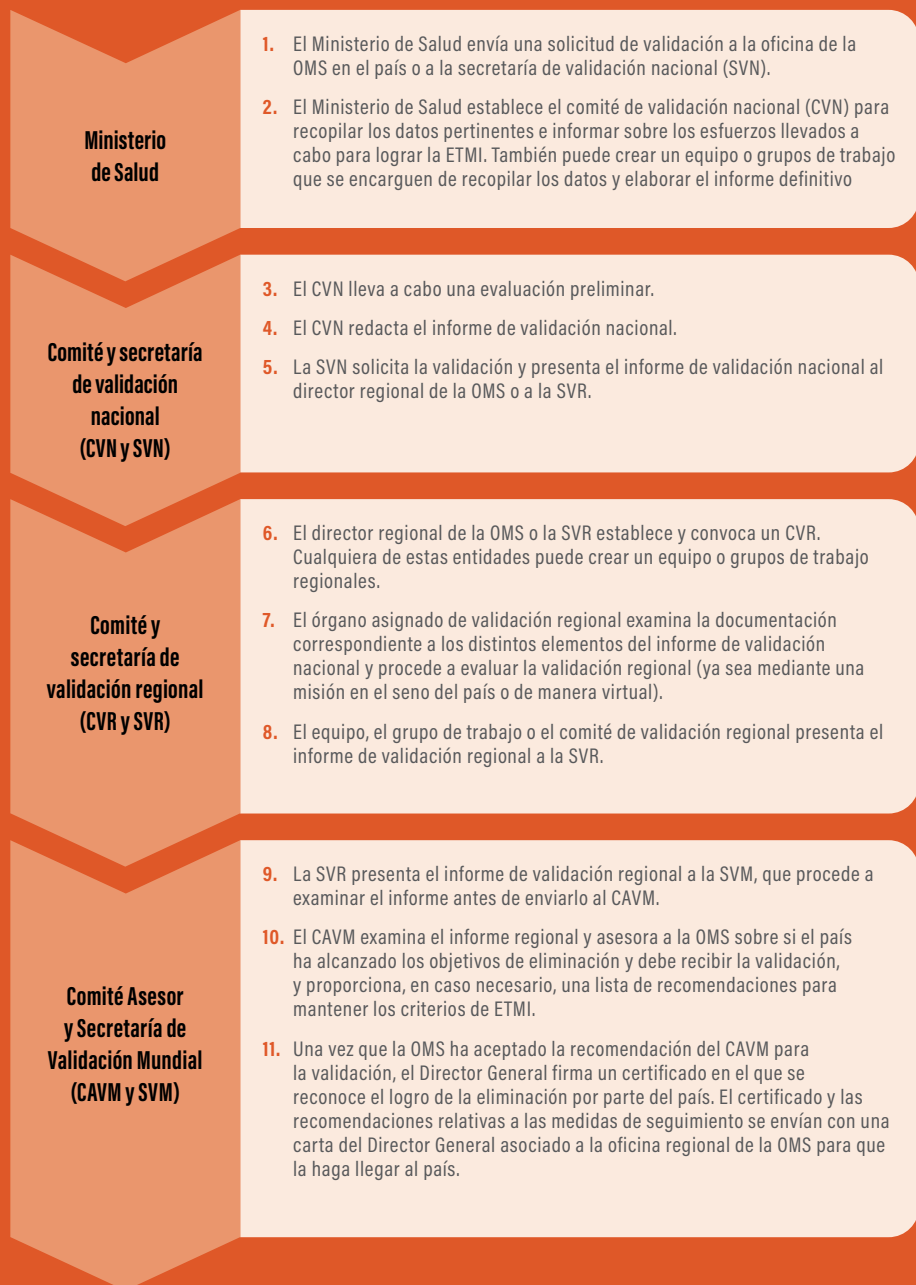 Ministerio
de Salud
1. El Ministerio de Salud envía una solicitud de validación a la oficina de la
OMS en el país o a la secretaría de validación nacional (SVN).
2. El Ministerio de Salud establece el comité de validación nacional (CVN) para
recopilar los datos pertinentes e informar sobre los esfuerzos llevados a
cabo para lograr la ETMI. También puede crear un equipo o grupos de trabajo
que se encarguen de recopilar los datos y elaborar el informe definitivo
Comité y secretaría
de validación
nacional
(CVN y SVN)
3. El CVN lleva a cabo una evaluación preliminar.
4. El CVN redacta el informe de validación nacional.
5. La SVN solicita la validación y presenta el informe de validación nacional al
director regional de la OMS o a la SVR.
Comité y
secretaría de
validación regional
(CVR y SVR)
6. El director regional de la OMS o la SVR establece y convoca un CVR.
Cualquiera de estas entidades puede crear un equipo o grupos de trabajo
regionales.
7. El órgano asignado de validación regional examina la documentación
correspondiente a los distintos elementos del informe de validación
nacional y procede a evaluar la validación regional (ya sea mediante una
misión en el seno del país o de manera virtual).
8. El equipo, el grupo de trabajo o el comité de validación regional presenta el
informe de validación regional a la SVR.
Comité Asesor
y Secretaría de
Validación Mundial
(CAVM y SVM)
9. La SVR presenta el informe de validación regional a la SVM, que procede a
examinar el informe antes de enviarlo al CAVM.
10. El CAVM examina el informe regional y asesora a la OMS sobre si el país
ha alcanzado los objetivos de eliminación y debe recibir la validación,
y proporciona, en caso necesario, una lista de recomendaciones para
mantener los criterios de ETMI.
11. Una vez que la OMS ha aceptado la recomendación del CAVM para
la validación, el Director General firma un certificado en el que se
reconoce el logro de la eliminación por parte del país. El certificado y las
recomendaciones relativas a las medidas de seguimiento se envían con una
carta del Director General asociado a la oficina regional de la OMS para que
la haga llegar al país.